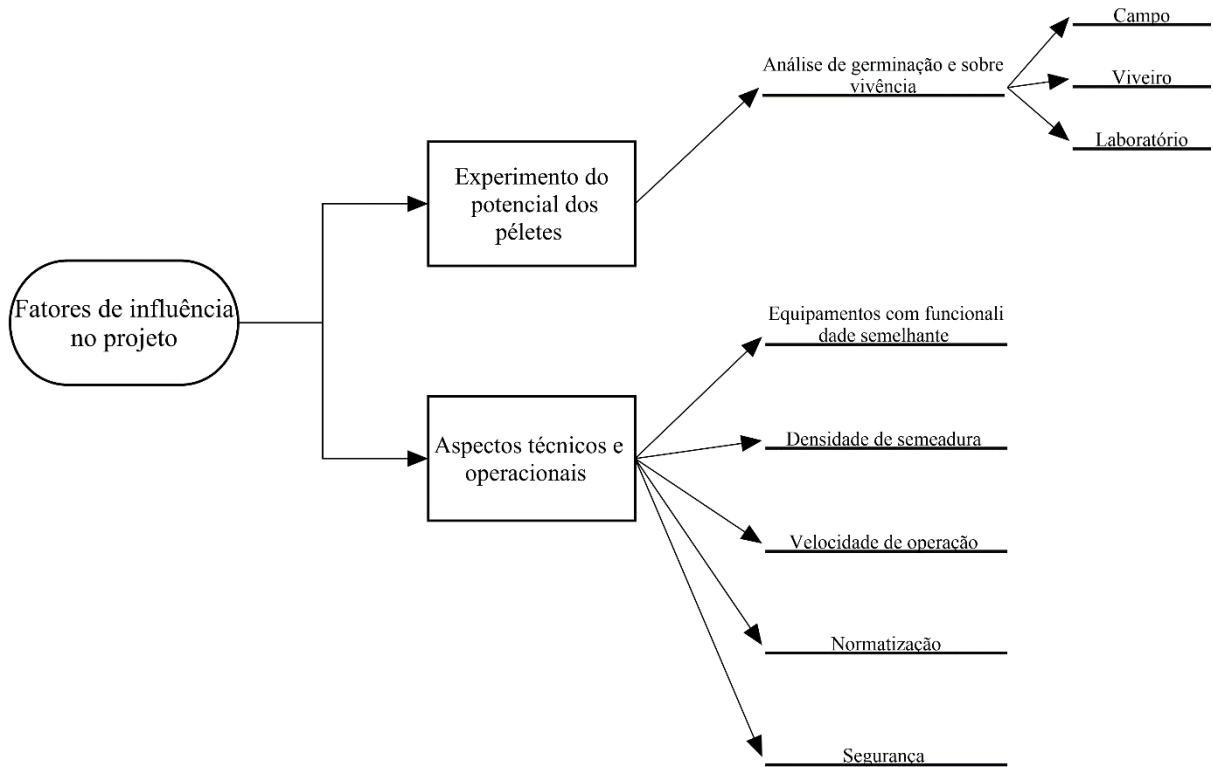 Fatores de influência
no projeto
Experimento do
potencial dos
péletes
Análise de germinação e sobre
vivência
Campo
Viveiro
Laboratório
Aspectos técnicos e
operacionais
Equipamentos com funcionali
dade semelhante
Densidade de semeadura
Velocidade de operação
Normatização
Segurança